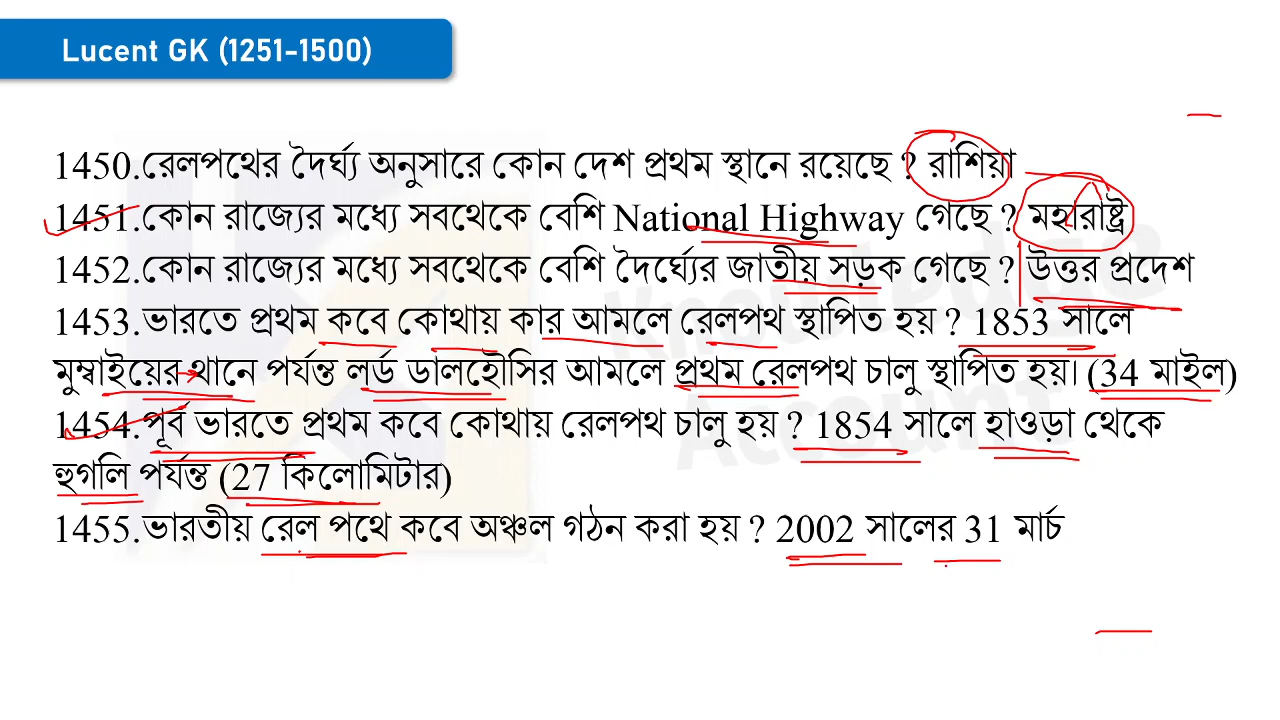 Lucent GK (1251-1500)
1450.রেলপথের দৈর্ঘ্য অনুসারে কোন দেশ প্রথম স্থানে রয়েছে ? রাশিয়া
1451.কোন রাজ্যের মধ্যে সবথেকে বেশি National Highway গেছে ? মহারাষ্ট্র
1452.কোন রাজ্যের মধ্যে সবথেকে বেশি দৈর্ঘ্যের জাতীয় সড়ক গেছে ? উত্তর প্রদেশ
1453.ভারতে প্রথম কবে কোথায় কার আমলে রেলপথ স্থাপিত হয় ? 1853 সালে
মুম্বাইয়ের থানে পর্যন্ত লর্ড ডালহৌসির আমলে প্রথম রেলপথ চালু স্থাপিত হয়। (34 মাইল)
1454.পূর্ব ভারতে প্রথম কবে কোথায় রেলপথ চালু হয় ? 1854 সালে হাওড়া থেকে
হুগলি পর্যন্ত (27 কিলোমিটার)
1455.ভারতীয় রেল পথে কবে অঞ্চল গঠন করা হয় ? 2002 সালের 31 মার্চ